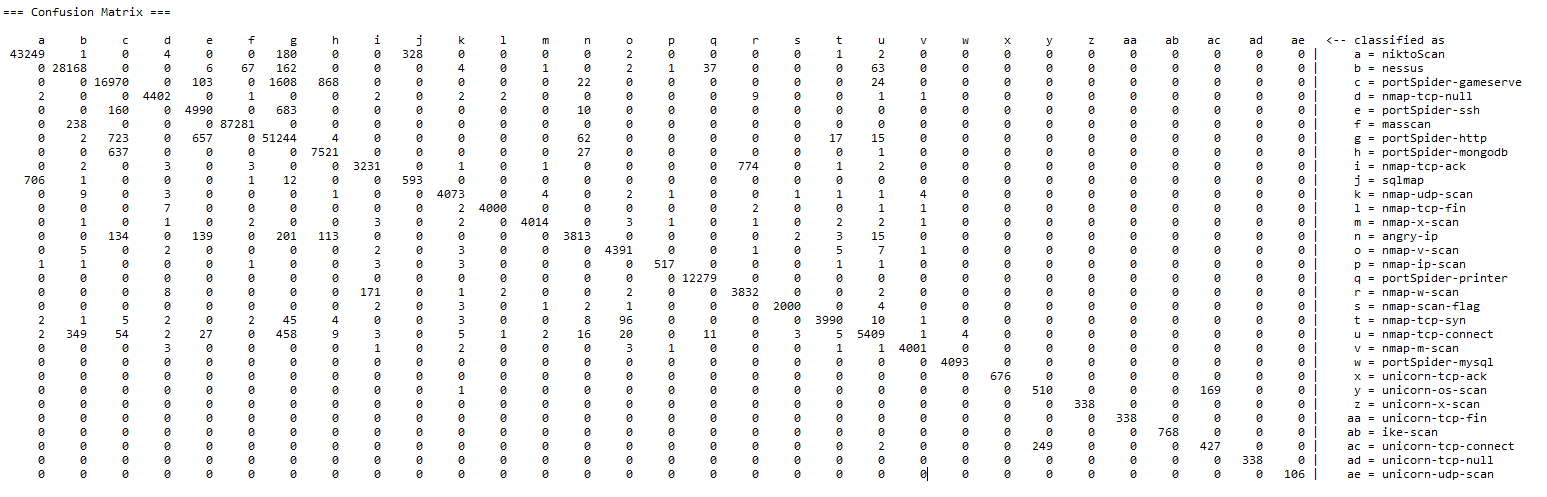 === Confusion Matrix ===
a b c d e f g h i j k l m n o p q r s t u v w x y z aa ab ac ad ae <-- classified as
43249 1 0 4 0 0 180 0 0 328 0 0 0 0 2 0 0 0 0 1 2 0 0 0 0 0 0 0 0 0 0 | a = niktoScan
0 28168 0 0 6 67 162 0 0 0 4 0 1 0 2 1 37 0 0 0 63 0 0 0 0 0 0 0 0 0 0 | b = nessus
0 0 16970 0 103 0 1608 868 0 0 0 0 0 22 0 0 0 0 0 0 24 0 0 0 0 0 0 0 0 0 0 | c = portSpider-gameserve
2 0 0 4402 0 1 0 0 2 0 2 2 0 0 0 0 0 9 0 0 1 1 0 0 0 0 0 0 0 0 0 | d = nmap-tcp-null
0 0 160 0 4990 0 683 0 0 0 0 0 0 10 0 0 0 0 0 0 0 0 0 0 0 0 0 0 0 0 0 | e = portSpider-ssh
0 238 0 0 0 87281 0 0 0 0 0 0 0 0 0 0 0 0 0 0 0 0 0 0 0 0 0 0 0 0 0 | f = masscan
0 2 723 0 657 0 51244 4 0 0 0 0 0 62 0 0 0 0 0 17 15 0 0 0 0 0 0 0 0 0 0 | g = portSpider-http
0 0 637 0 0 0 0 7521 0 0 0 0 0 27 0 0 0 0 0 0 1 0 0 0 0 0 0 0 0 0 0 | h = portSpider-mongodb
0 2 0 3 0 3 0 0 3231 0 1 0 1 0 0 0 0 774 0 1 2 0 0 0 0 0 0 0 0 0 0 | i = nmap-tcp-ack
706 1 0 0 0 1 12 0 0 593 0 0 0 0 0 0 0 0 0 0 0 0 0 0 0 0 0 0 0 0 0 | j = sqlmap
0 9 0 3 0 0 0 1 0 0 4073 0 4 0 2 1 0 0 1 1 1 4 0 0 0 0 0 0 0 0 0 | k = nmap-udp-scan
0 0 0 7 0 0 0 0 0 0 2 4000 0 0 0 0 0 2 0 0 1 1 0 0 0 0 0 0 0 0 0 | l = nmap-tcp-fin
0 1 0 1 0 2 0 0 3 0 2 0 4014 0 3 1 0 1 0 2 2 1 0 0 0 0 0 0 0 0 0 | m = nmap-x-scan
0 0 134 0 139 0 201 113 0 0 0 0 0 3813 0 0 0 0 2 3 15 0 0 0 0 0 0 0 0 0 0 | n = angry-ip
0 5 0 2 0 0 0 0 2 0 3 0 0 0 4391 0 0 1 0 5 7 1 0 0 0 0 0 0 0 0 0 | o = nmap-v-scan
1 1 0 0 0 1 0 0 3 0 3 0 0 0 0 517 0 0 0 1 1 0 0 0 0 0 0 0 0 0 0 | p = nmap-ip-scan
0 0 0 0 0 0 0 0 0 0 0 0 0 0 0 0 12279 0 0 0 0 0 0 0 0 0 0 0 0 0 0 | q = portSpider-printer
0 0 0 8 0 0 0 0 171 0 1 2 0 0 2 0 0 3832 0 0 2 0 0 0 0 0 0 0 0 0 0 | r = nmap-w-scan
0 0 0 0 0 0 0 0 2 0 3 0 1 2 1 0 0 0 2000 0 4 0 0 0 0 0 0 0 0 0 0 | s = nmap-scan-flag
2 1 5 2 0 2 45 4 0 0 3 0 0 8 96 0 0 0 0 3990 10 1 0 0 0 0 0 0 0 0 0 | t = nmap-tcp-syn
2 349 54 2 27 0 458 9 3 0 5 1 2 16 20 0 11 0 3 5 5409 1 4 0 0 0 0 0 0 0 0 | u = nmap-tcp-connect
0 0 0 3 0 0 0 0 1 0 2 0 0 0 3 1 0 0 0 1 1 4001 0 0 0 0 0 0 0 0 0 | v = nmap-m-scan
0 0 0 0 0 0 0 0 0 0 0 0 0 0 0 0 0 0 0 0 0 0 4093 0 0 0 0 0 0 0 0 | w = portSpider-mysql
0 0 0 0 0 0 0 0 0 0 0 0 0 0 0 0 0 0 0 0 0 0 0 676 0 0 0 0 0 0 0 | x = unicorn-tcp-ack
0 0 0 0 0 0 0 0 0 0 1 0 0 0 0 0 0 0 0 0 0 0 0 0 510 0 0 0 169 0 0 | y = unicorn-os-scan
0 0 0 0 0 0 0 0 0 0 0 0 0 0 0 0 0 0 0 0 0 0 0 0 0 338 0 0 0 0 0 | z = unicorn-x-scan
0 0 0 0 0 0 0 0 0 0 0 0 0 0 0 0 0 0 0 0 0 0 0 0 0 0 338 0 0 0 0 | aa = unicorn-tcp-fin
0 0 0 0 0 0 0 0 0 0 0 0 0 0 0 0 0 0 0 0 0 0 0 0 0 0 0 768 0 0 0 | ab = ike-scan
0 0 0 0 0 0 0 0 0 0 0 0 0 0 0 0 0 0 0 0 2 0 0 0 249 0 0 0 427 0 0 | ac = unicorn-tcp-connect
0 0 0 0 0 0 0 0 0 0 0 0 0 0 0 0 0 0 0 0 0 0 0 0 0 0 0 0 0 338 0 | ad = unicorn-tcp-null
0 0 0 0 0 0 0 0 0 0 0 0 0 0 0 0 0 0 0 0 0 0 0 0 0 0 0 0 0 0 106 | ae = unicorn-udp-scan